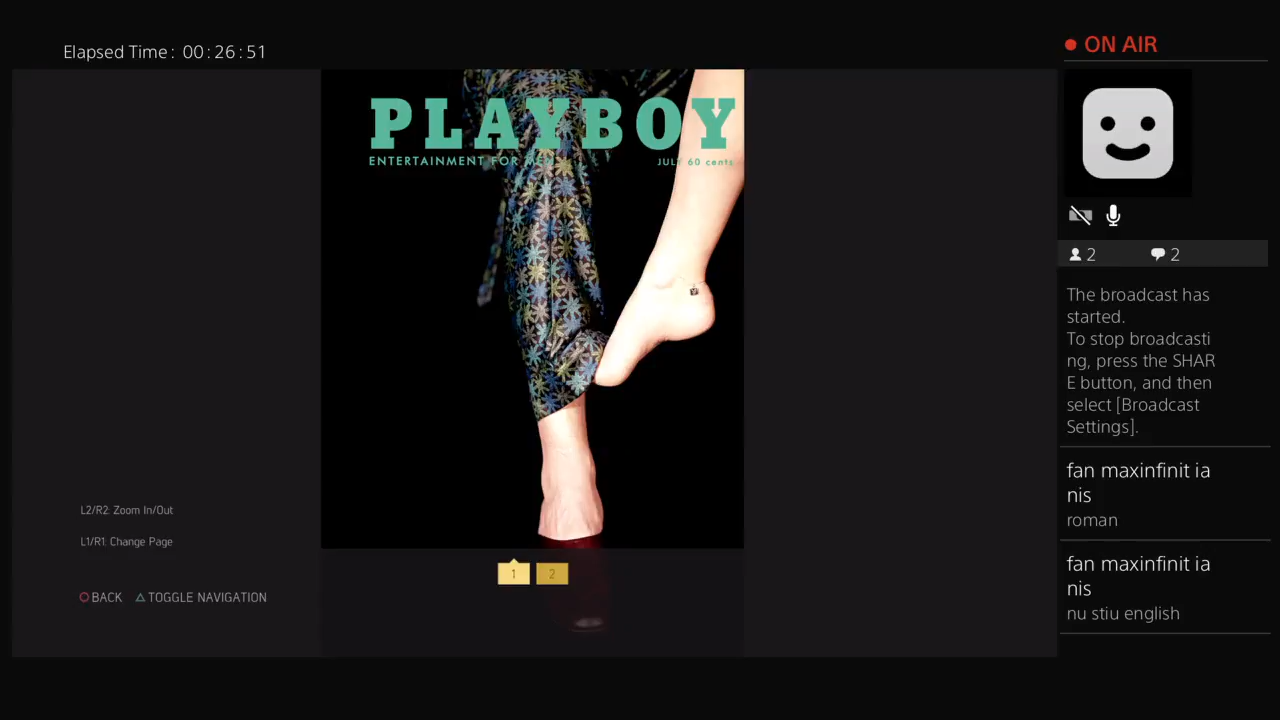 Elapsed Time: 00:26:51
ON AIR
PLAYBOY
ENTERTAINMENT FOR MEN
JULY 60 cents
2
2
The broadcast has
started.
To stop broadcasti
ng, press the SHAR
E button, and then
select [Broadcast
Settings].
fan maxinfinit ia
nis
roman
fan maxinfinit ia
nis
nu stiu english
L2/R2: Zoom In/Out
L1/R1: Change Page
1
2
BACK
TOGGLE NAVIGATION